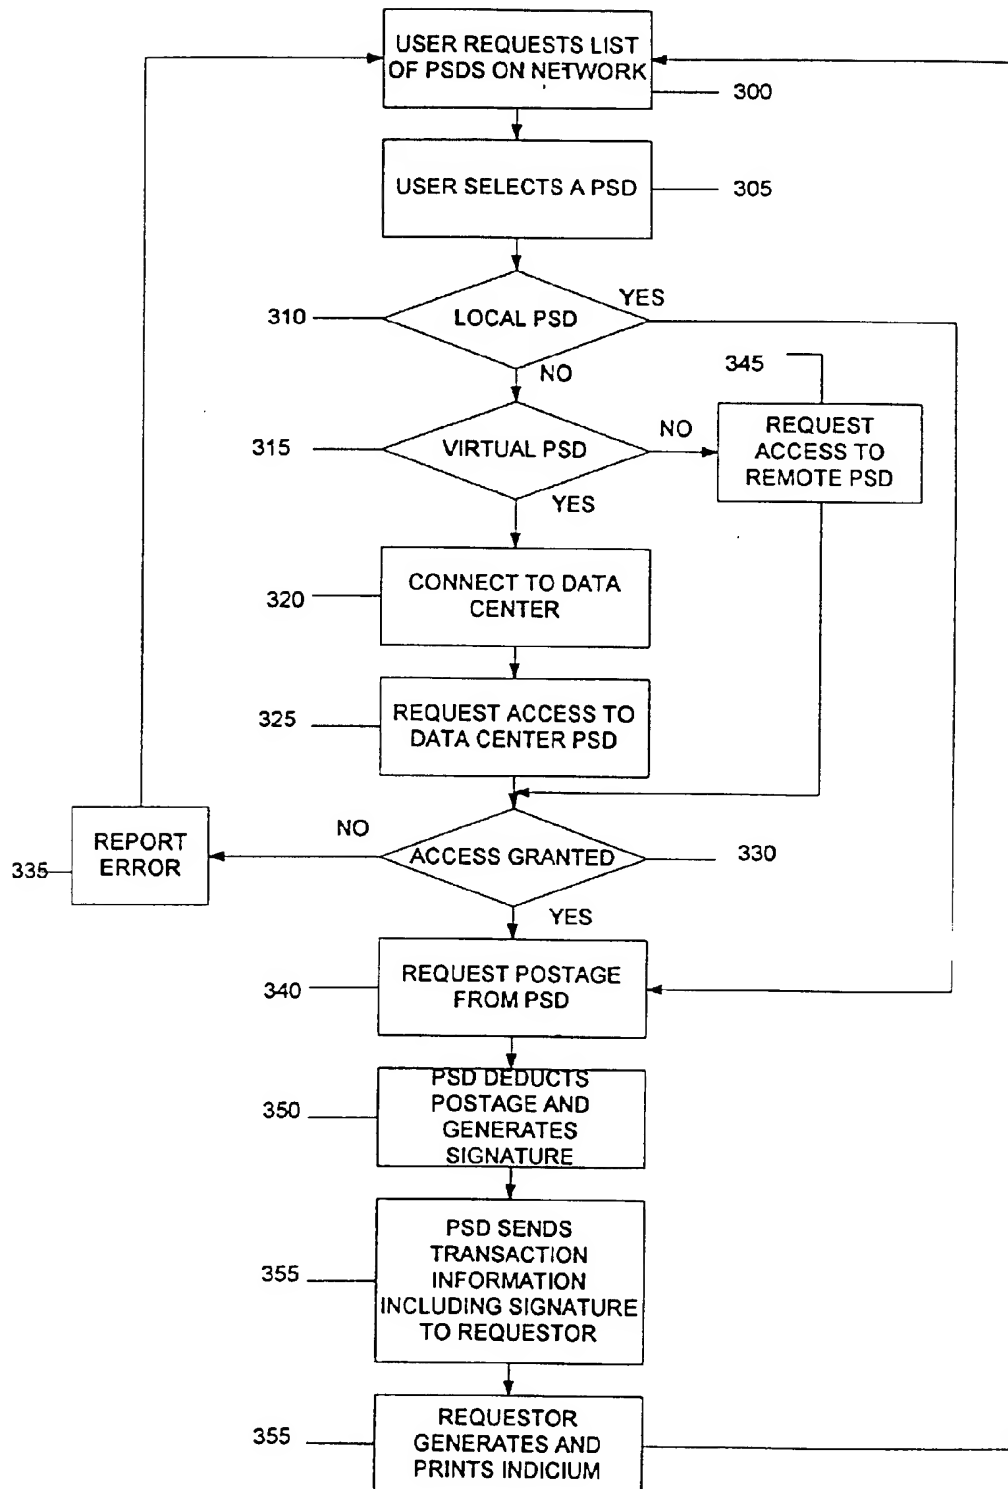 USER REQUESTS LIST
OF PSDS ON NETWORK
300
USER SELECTS A PSD
305
310
LOCAL PSD
YES
NO
345
315
VIRTUAL PSD
NO
REQUEST
ACCESS TO
REMOTE PSD
YES
320
CONNECT TO DATA
CENTER
325
REQUEST ACCESS TO
DATA CENTER PSD
335
REPORT
ERROR
NO
ACCESS GRANTED
330
YES
340
REQUEST POSTAGE
FROM PSD
350
PSD DEDUCTS
POSTAGE AND
GENERATES
SIGNATURE
355
PSD SENDS
TRANSACTION
INFORMATION
INCLUDING SIGNATURE
TO REQUESTOR
355
REQUESTOR
GENERATES AND
PRINTS INDICIUM